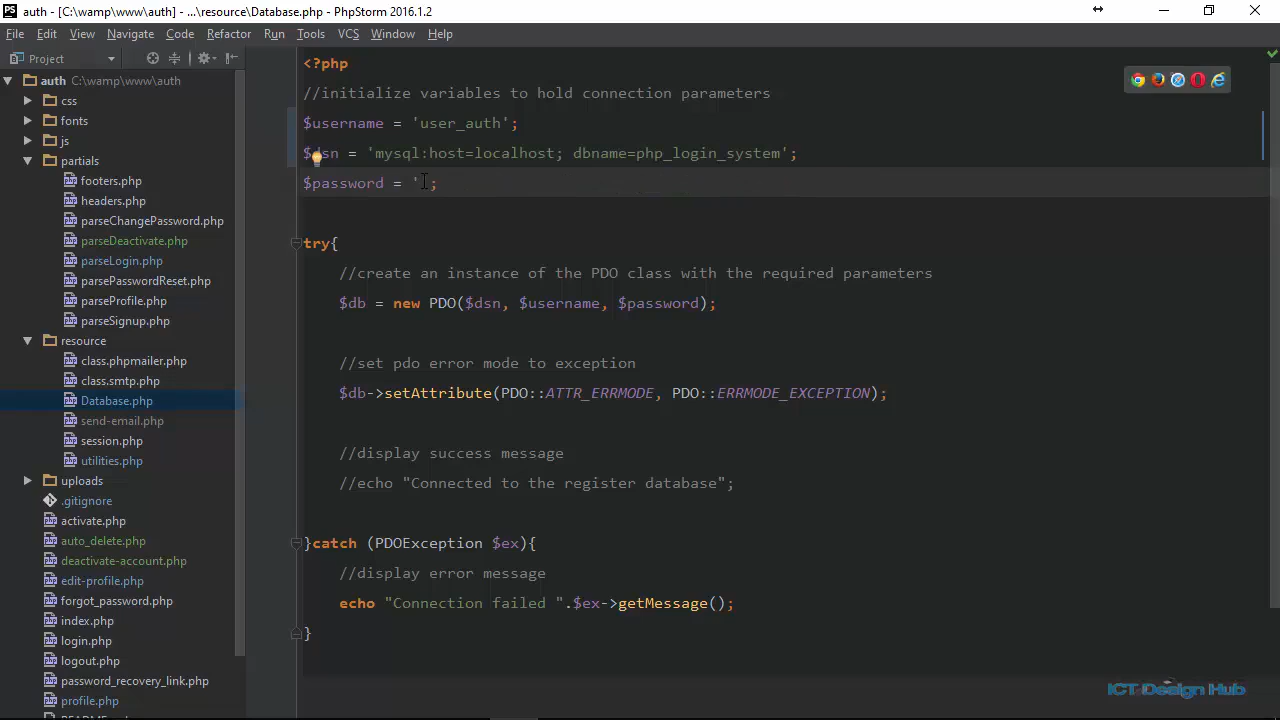 auth - [C:\wamp\www\auth] - ...\resource\Database.php - PhpStorm 2016.1.2
File Edit View Navigate Code Refactor Run Tools VCS Window Help
Project
auth C:\wamp\www\auth
css
fonts
js
partials
footers.php
headers.php
parseChangePassword.php
parseDeactivate.php
parseLogin.php
parsePasswordReset.php
parseProfile.php
parseSignup.php
resource
class.phpmailer.php
class.smtp.php
Database.php
send-email.php
session.php
utilities.php
uploads
.gitignore
activate.php
auto_delete.php
deactivate-account.php
edit-profile.php
forgot_password.php
index.php
login.php
logout.php
password_recovery_link.php
profile.php
<?php
//initialize variables to hold connection parameters
$username = 'user_auth';
$dsn = 'mysql:host=localhost; dbname=php_login_system';
$password = ' ;
try{
//create an instance of the PDO class with the required parameters
$db = new PDO($dsn, $username, $password);
//set pdo error mode to exception
$db->setAttribute(PDO::ATTR_ERRMODE, PDO::ERRMODE_EXCEPTION);
//display success message
//echo "Connected to the register database";
}catch (PDOException $ex){
//display error message
echo "Connection failed ".$ex->getMessage();
}
ICT Design Hub